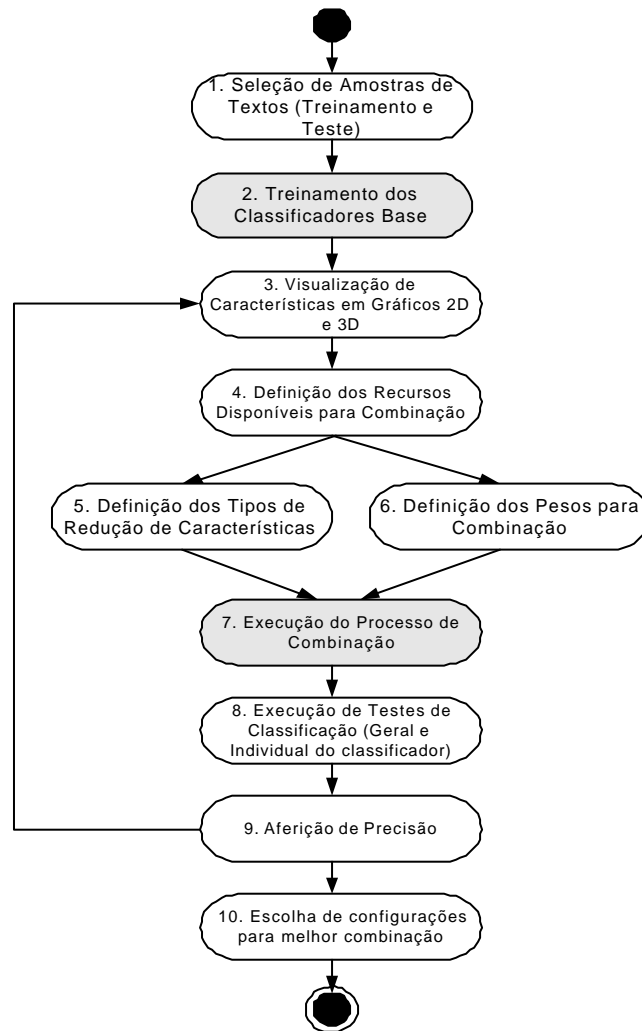 1. Seleção de Amostras de
Textos (Treinamento e
Teste)
2. Treinamento dos
Classificadores Base
3. Visualização de
Características em Gráficos 2D
e 3D
4. Definição dos Recursos
Disponíveis para Combinação
5. Definição dos Tipos de
Redução de Características
6. Definição dos Pesos para
Combinação
7. Execução do Processo de
Combinação
8. Execução de Testes de
Classificação (Geral e
Individual do classificador)
9. Aferição de Precisão
10. Escolha de configurações
para melhor combinação